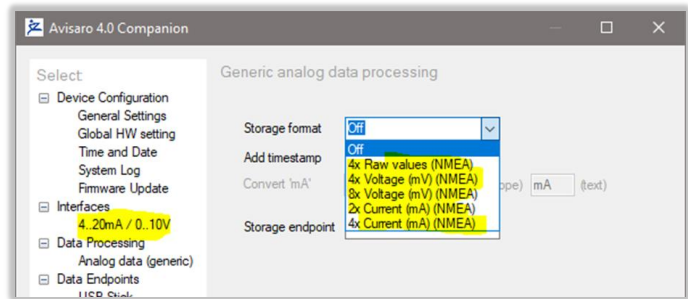 Avisaro 4.0 Companion
Select
Device Configuration
General Settings
Global HW setting
Time and Date
System Log
Firmware Update
Interfaces
4..20mA / 0..10V
Data Processing
Analog data (generic)
Data Endpoints
USB Stick
Generic analog data processing
Storage format Off
Off
4x Raw values (NMEA)
4x Voltage (mV) (NMEA)
8x Voltage (mV) (NMEA)
2x Current (mA) (NMEA)
4x Current (mA) (NMEA)
Add timestamp
Convert 'mA' ope) mA (text)
Storage endpoint